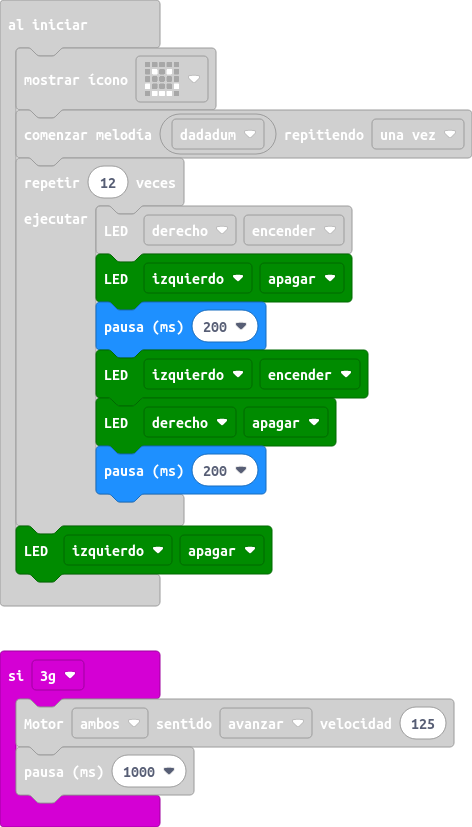 al iniciar
mostrar ícono
comenzar melodía dadadum repitiendo una vez
repetir 12 veces
ejecutar
LED derecho encender
LED izquierdo apagar
pausa (ms) 200
LED izquierdo encender
LED derecho apagar
pausa (ms) 200
LED izquierdo apagar
si 3g
Motor ambos sentido avanzar velocidad 125
pausa (ms) 1000